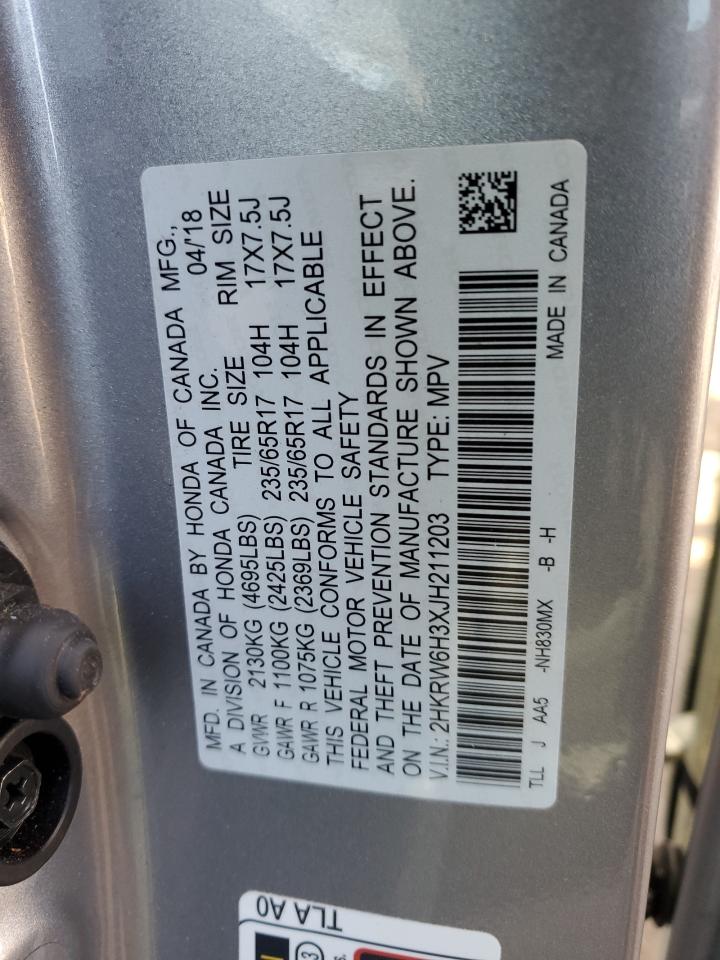 MFD. IN CANADA BY HONDA OF CANADA MFG.,
A DIVISION OF HONDA CANADA INC. 04/'18
GVWR 2130KG (4695LBS) TIRE SIZE RIM SIZE
GAWR F 1100KG (2425LBS) 235/65R17 104H 17X7.5J
GAWR R 1075KG (2369LBS) 235/65R17 104H 17X7.5J
THIS VEHICLE CONFORMS TO ALL APPLICABLE
FEDERAL MOTOR VEHICLE SAFETY
AND THEFT PREVENTION STANDARDS IN EFFECT
ON THE DATE OF MANUFACTURE SHOWN ABOVE.
V.I.N.: 2HKRW6H3XJH211203 TYPE: MPV
TLL J AA5 -NH830MX -B -H MADE IN CANADA
TLA A0